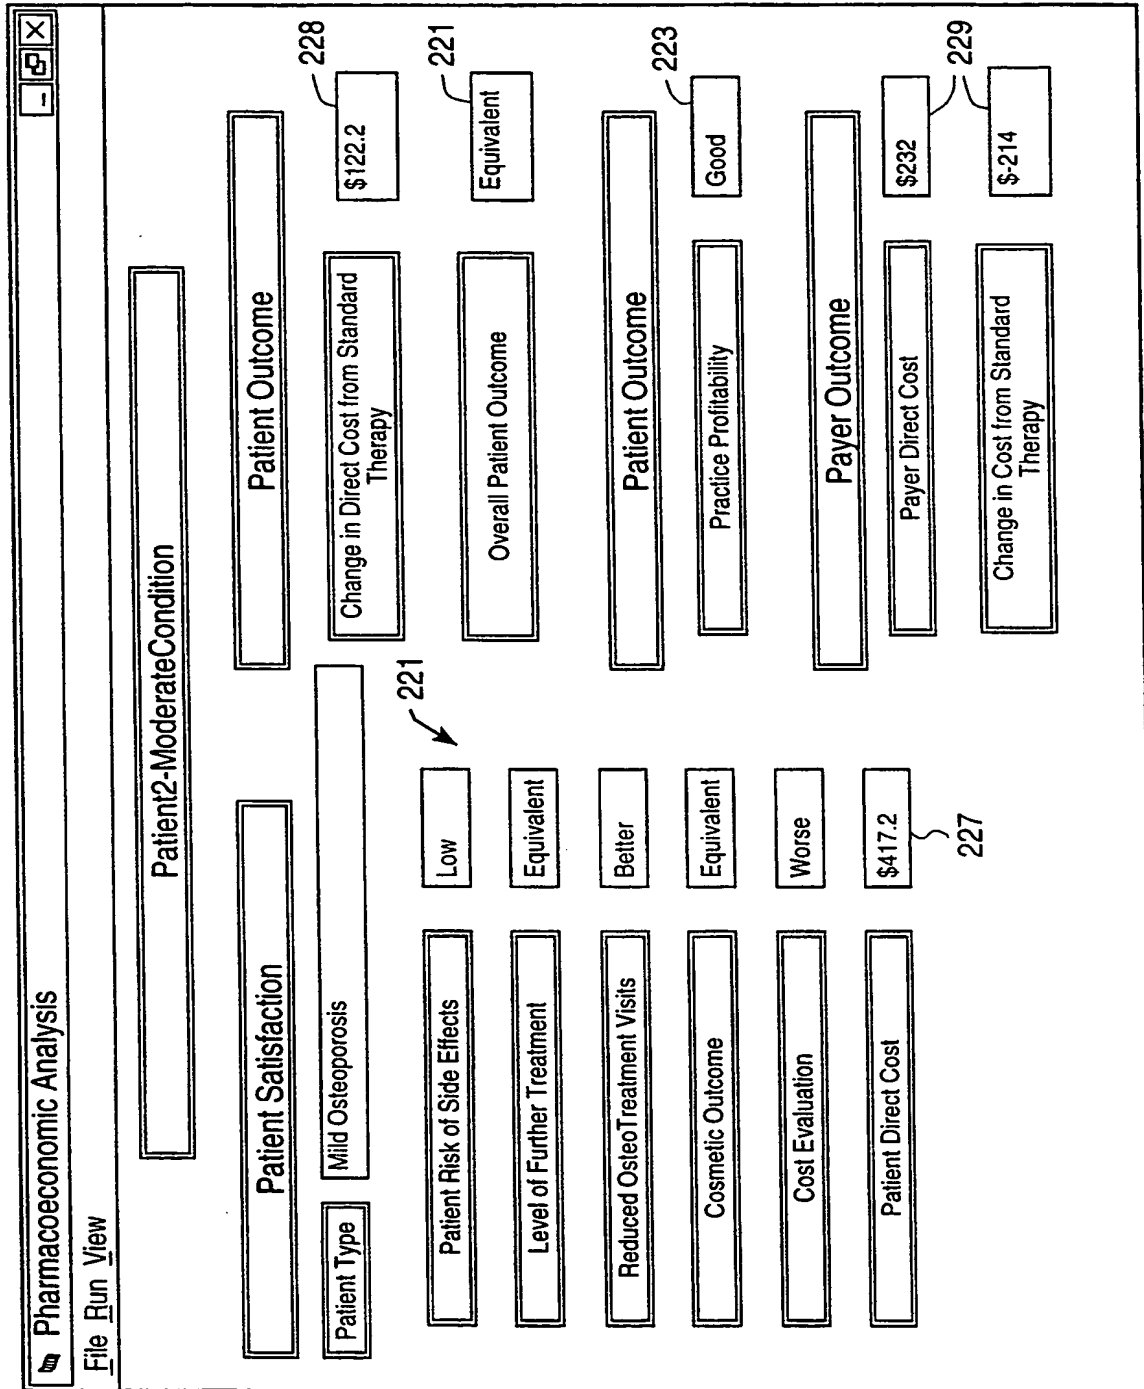 Pharmacoeconomic Analysis
File Run View
Patient2-ModerateCondition
Patient Satisfaction
Patient Type
Mild Osteoporosis
221
Patient Risk of Side Effects
Low
Level of Further Treatment
Equivalent
Reduced OsteoTreatment Visits
Better
Cosmetic Outcome
Equivalent
Cost Evaluation
Worse
Patient Direct Cost
$417.2
227
Patient Outcome
Change in Direct Cost from Standard
Therapy
$122.2
228
Overall Patient Outcome
Equivalent
221
Patient Outcome
Practice Profitability
Good
223
Payer Outcome
Payer Direct Cost
$232
229
Change in Cost from Standard
Therapy
$-214